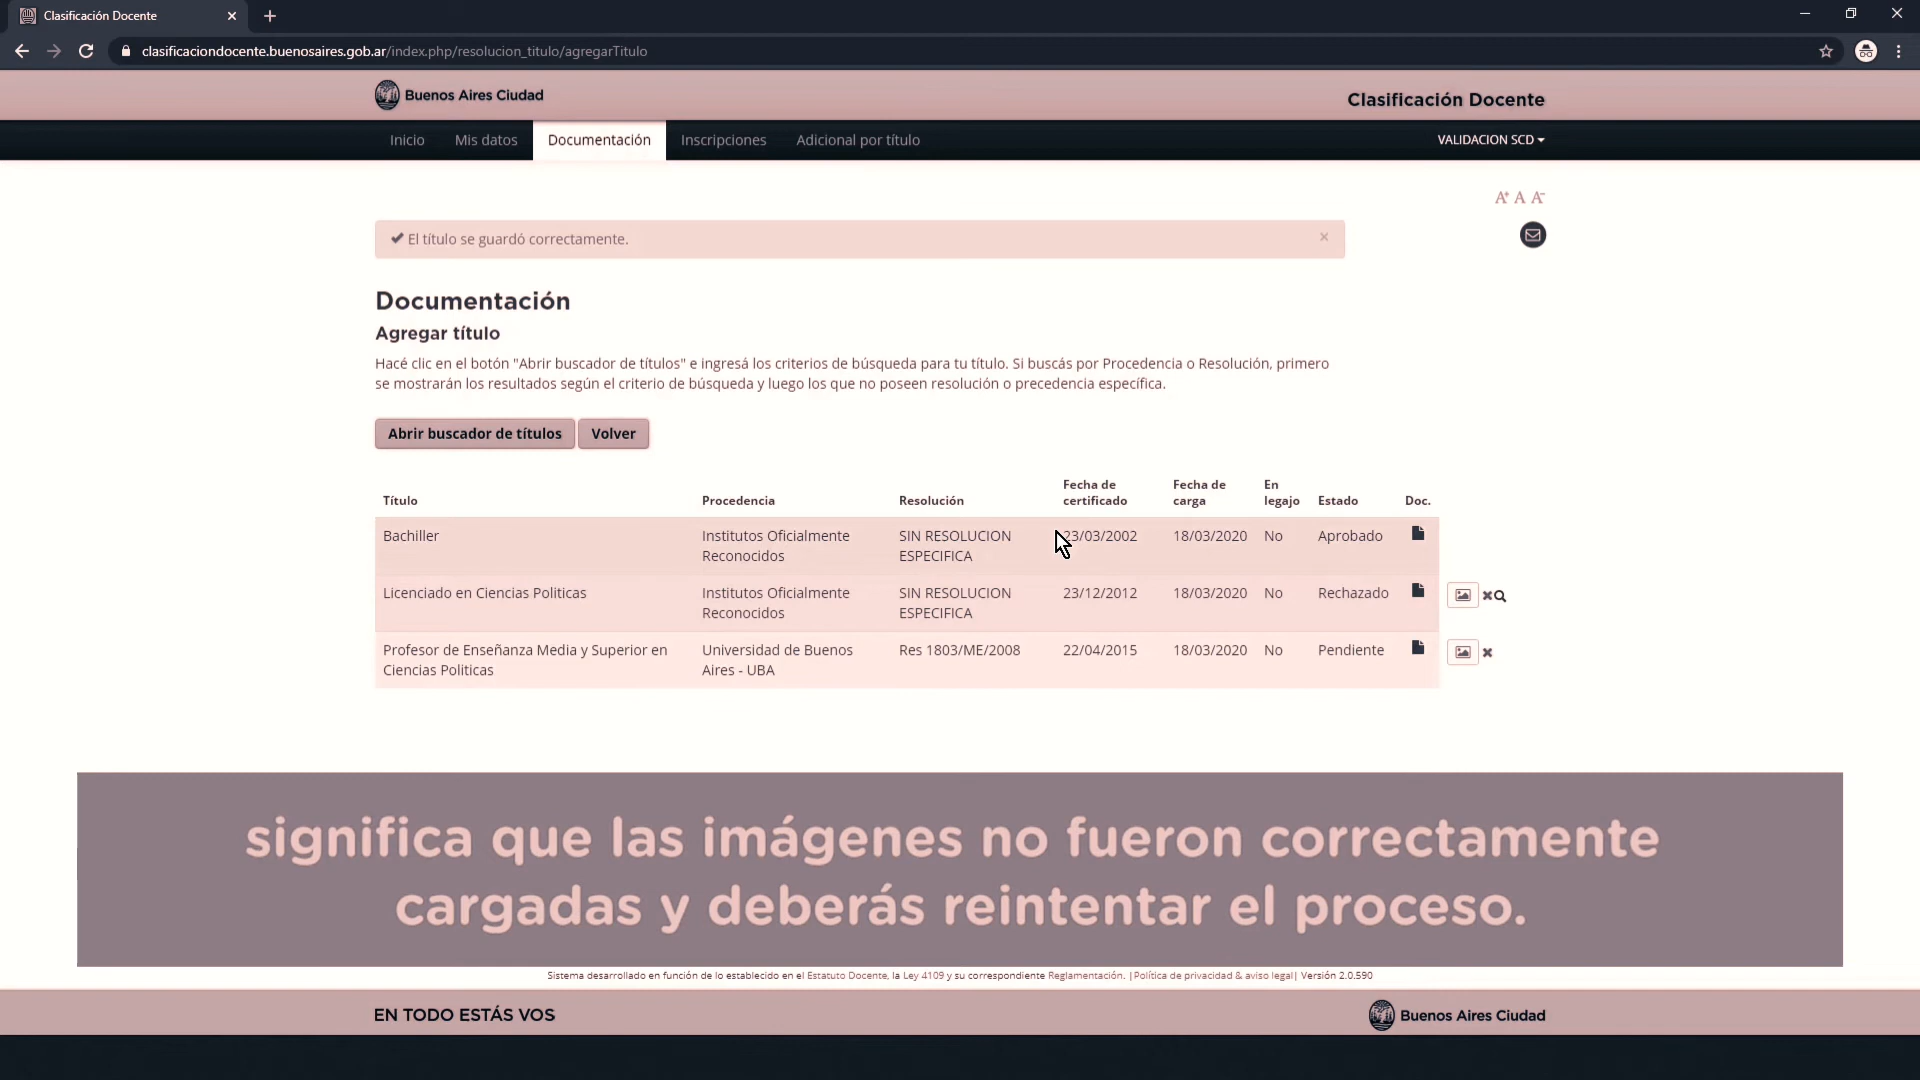 Clasificación Docente
clasificaciondocente.buenosaires.gob.ar/index.php/resolucion_titulo/agregarTitulo
Buenos Aires Ciudad
Clasificación Docente
Inicio Mis datos Documentación Inscripciones Adicional por título VALIDACION SCD
A+ A A-
El título se guardó correctamente. ×
Documentación
Agregar título
Hacé clic en el botón "Abrir buscador de títulos" e ingresá los criterios de búsqueda para tu título. Si buscás por Procedencia o Resolución, primero
se mostrarán los resultados según el criterio de búsqueda y luego los que no poseen resolución o precedencia específica.
Abrir buscador de títulos Volver
Título Procedencia Resolución Fecha de certificado Fecha de carga En legajo Estado Doc.
Bachiller Institutos Oficialmente Reconocidos SIN RESOLUCION ESPECIFICA 23/03/2002 18/03/2020 No Aprobado
Licenciado en Ciencias Politicas Institutos Oficialmente Reconocidos SIN RESOLUCION ESPECIFICA 23/12/2012 18/03/2020 No Rechazado
Profesor de Enseñanza Media y Superior en Ciencias Politicas Universidad de Buenos Aires - UBA Res 1803/ME/2008 22/04/2015 18/03/2020 No Pendiente
significa que las imágenes no fueron correctamente
cargadas y deberás reintentar el proceso.
Sistema desarrollado en función de lo establecido en el Estatuto Docente, la Ley 4109 y su correspondiente Reglamentación. |Política de privacidad & aviso legal| Versión 2.0.590
EN TODO ESTÁS VOS
Buenos Aires Ciudad